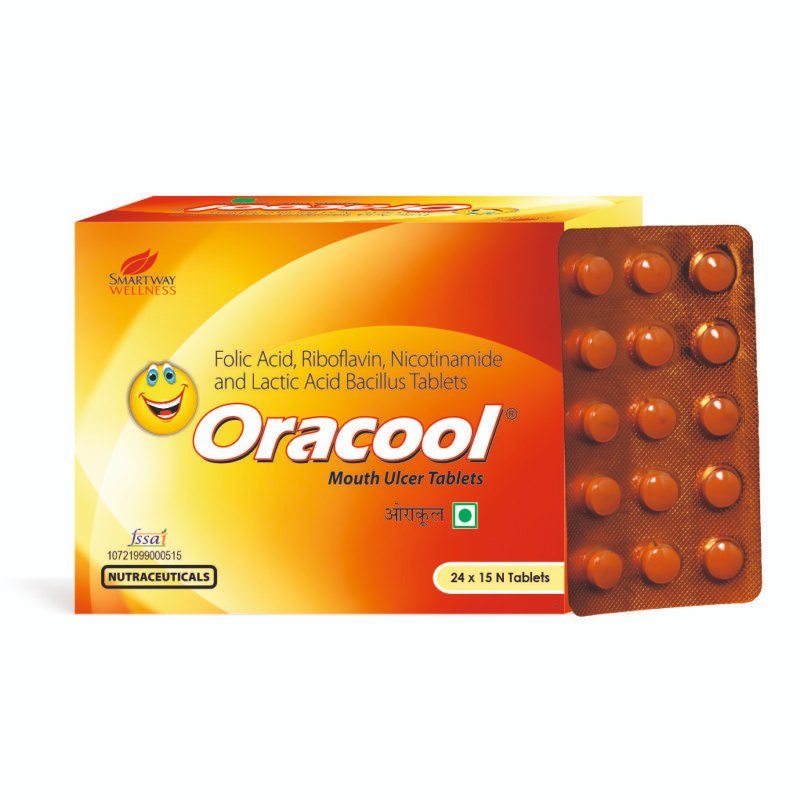 SMARTWAY
WELLNESS
Folic Acid, Riboflavin, Nicotinamide
and Lactic Acid Bacillus Tablets
Oracool®
Mouth Ulcer Tablets
ओराकूल
fssai
10721999000515
NUTRACEUTICALS
24 x 15 N Tablets
Oracool